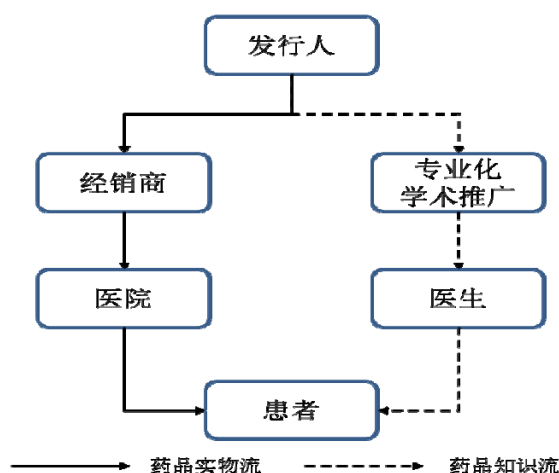 发行人
经销商
专业化
学术推广
医院
医生
患者
药品实物流
药品知识流